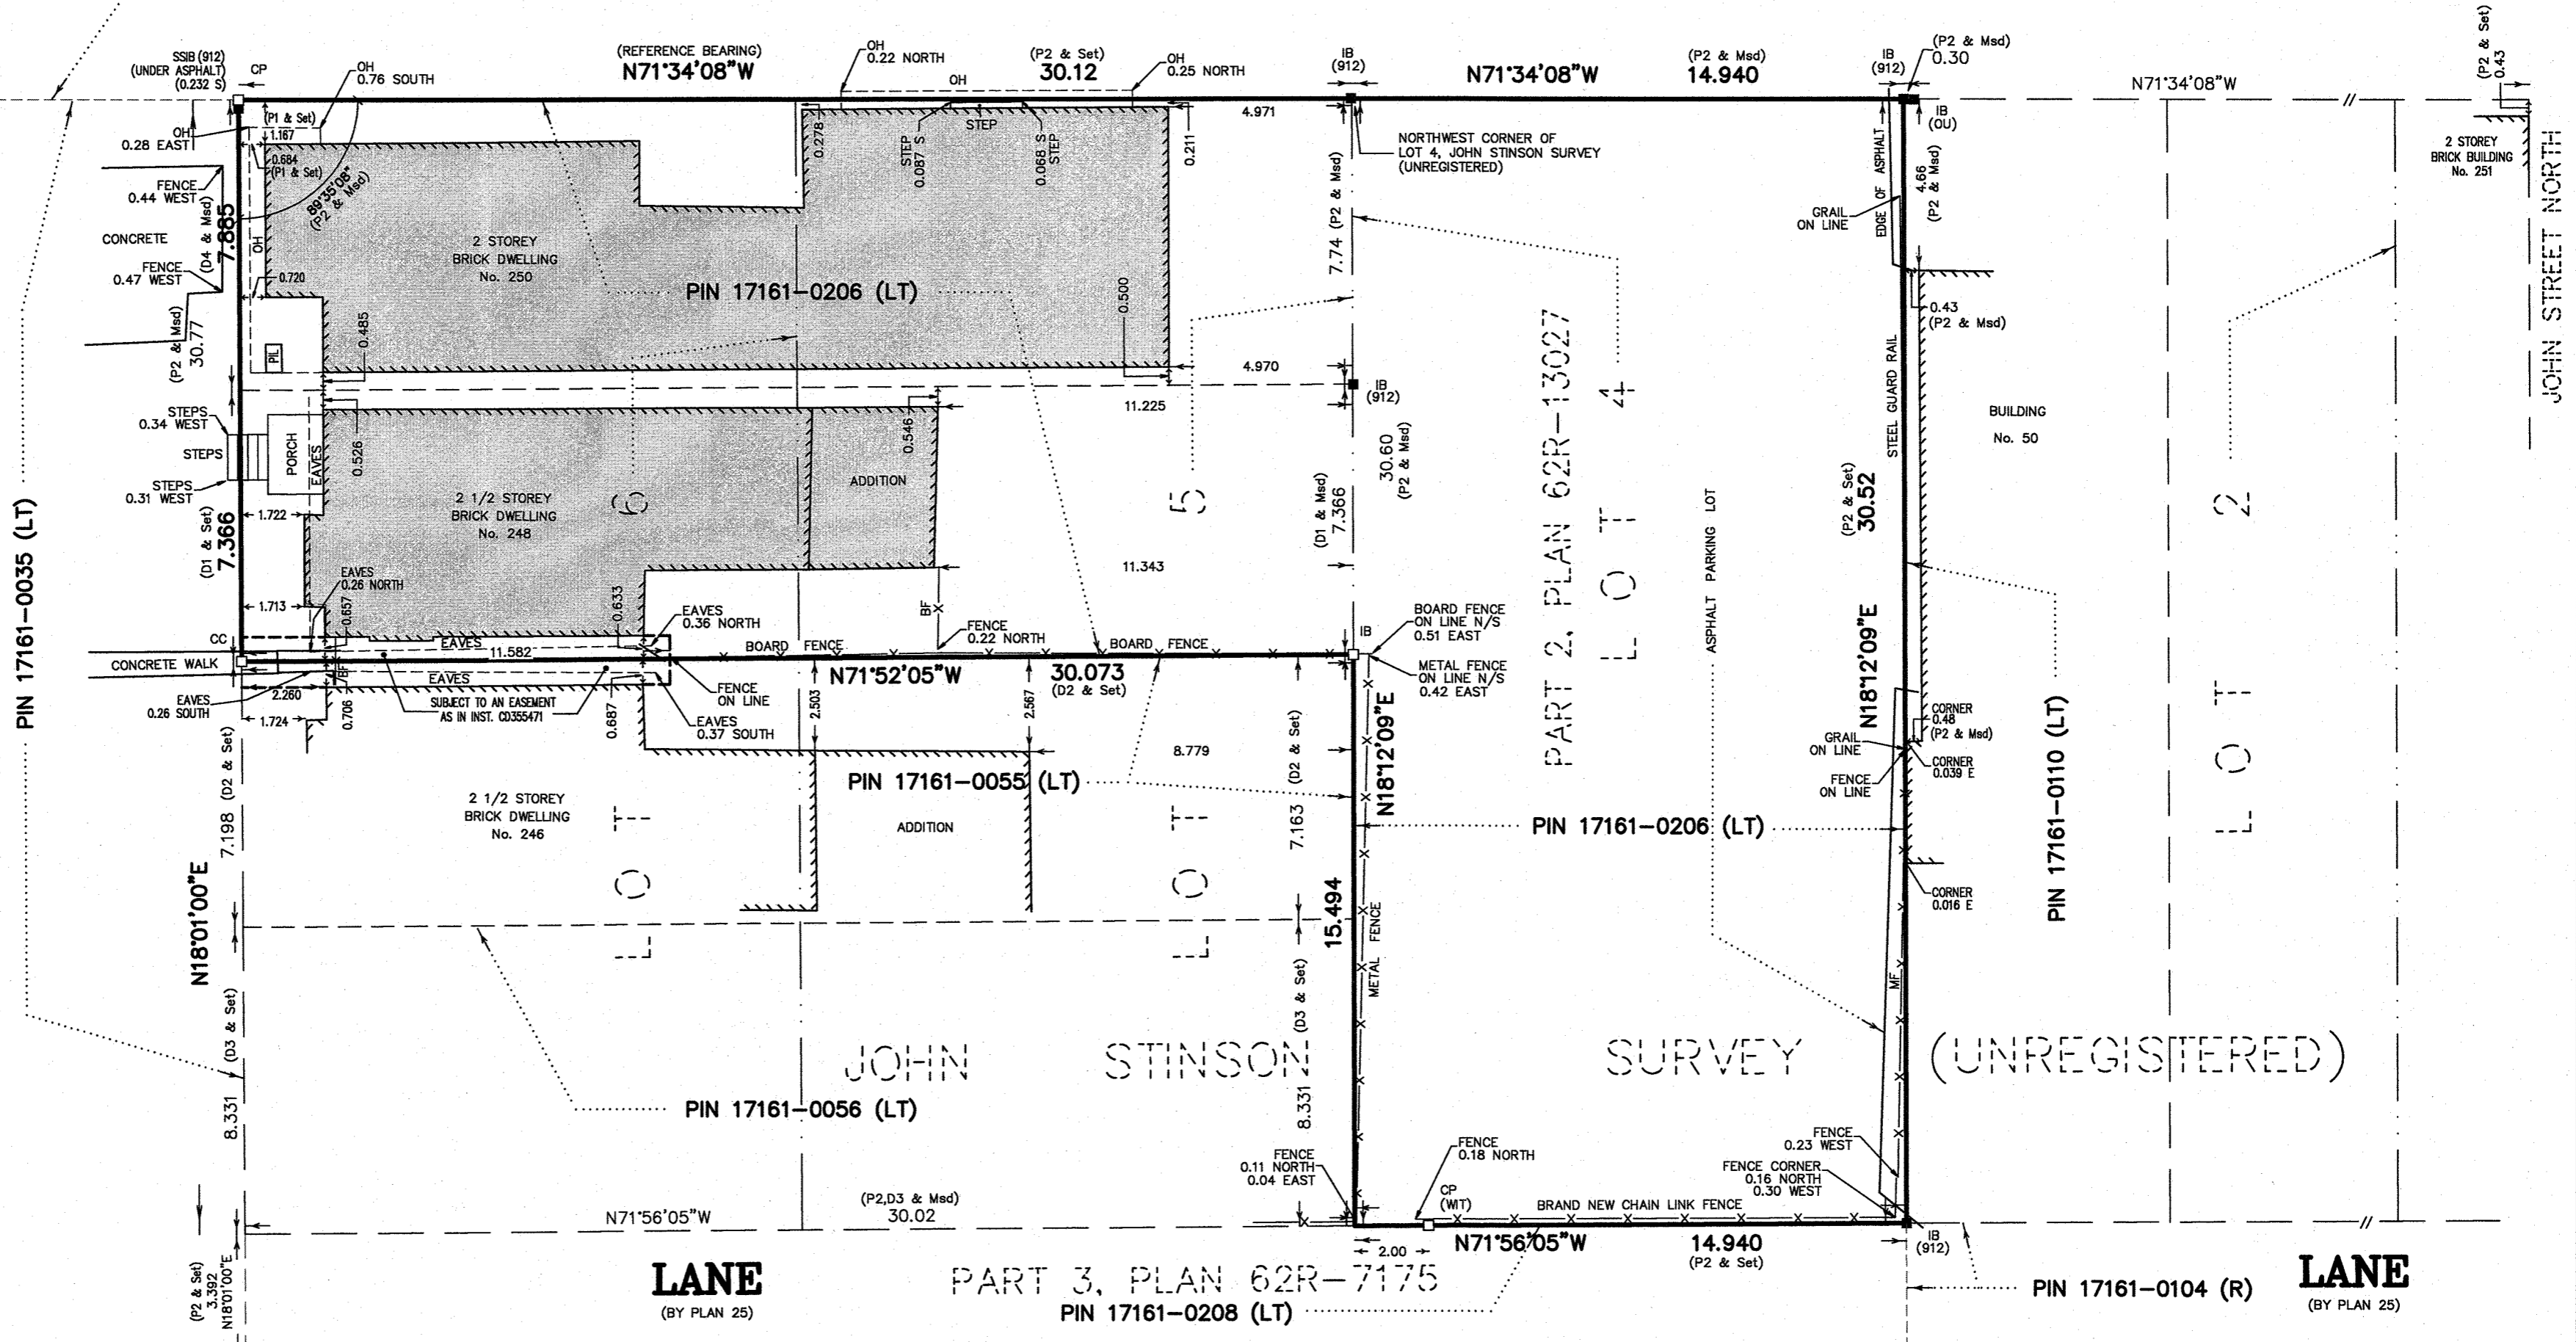 SSIB (912)
(UNDER ASPHALT)
(0.232 S)
CP
OH
0.76 SOUTH
(REFERENCE BEARING)
N71°34'08"W
OH
0.22 NORTH
OH
(P2 & Set)
30.12
OH
0.25 NORTH
IB
(912)
N71°34'08"W
(P2 & Msd)
14.940
IB
(912)
(P2 & Msd)
0.30
N71°34'08"W
(P2 & Set)
0.43
OH
0.28 EAST
(P1 & Set)
1.167
0.684
(P1 & Set)
89°35'08"
(P2 & Msd)
0.278
STEP
0.087 S
STEP
0.068 S
STEP
0.211
4.971
NORTHWEST CORNER OF
LOT 4, JOHN STINSON SURVEY
(UNREGISTERED)
EDGE OF ASPHALT
IB
(OU)
4.66
(P2 & Msd)
2 STOREY
BRICK BUILDING
No. 251
JOHN STREET NORTH
FENCE
0.44 WEST
CONCRETE
FENCE
0.47 WEST
(D4 & Msd)
7.885
OH
0.720
2 STOREY
BRICK DWELLING
No. 250
PIN 17161-0206 (LT)
7.74 (P2 & Msd)
GRAIL
ON LINE
0.43
(P2 & Msd)
(P2 & Msd)
30.77
PIL
0.485
0.500
4.970
IB
(912)
PART 2, PLAN 62R-13027
LOT 4
STEEL GUARD RAIL
BUILDING
No. 50
STEPS
0.34 WEST
STEPS
STEPS
0.31 WEST
PORCH
EAVES
0.526
0.546
11.225
ADDITION
30.60
(P2 & Msd)
2 1/2 STOREY
BRICK DWELLING
No. 248
6
5
(D1 & Msd)
7.366
ASPHALT PARKING LOT
(P2 & Set)
30.52
LOT 2
PIN 17161-0035 (LT)
(D1 & Set)
7.366
1.722
11.343
EAVES
0.26 NORTH
1.713
0.657
0.633
EAVES
0.36 NORTH
BF
FENCE
0.22 NORTH
IB
BOARD FENCE
ON LINE N/S
0.51 EAST
N18°12'09"E
CC
CONCRETE WALK
EAVES
11.582
BOARD FENCE
BOARD FENCE
N71°52'05"W
30.073
(D2 & Set)
METAL FENCE
ON LINE N/S
0.42 EAST
EAVES
0.26 SOUTH
2.260
BF
EAVES
FENCE
ON LINE
1.724
0.706
SUBJECT TO AN EASEMENT
AS IN INST. CD355471
0.687
EAVES
0.37 SOUTH
2.503
2.567
8.779
(D2 & Set)
7.163
N18°12'09"E
CORNER
0.48
(P2 & Msd)
GRAIL
ON LINE
CORNER
0.039 E
FENCE
ON LINE
PIN 17161-0110 (LT)
7.198 (D2 & Set)
PIN 17161-0055 (LT)
2 1/2 STOREY
BRICK DWELLING
No. 246
ADDITION
LOT
LOT
PIN 17161-0206 (LT)
N18°01'00"E
15.494
METAL FENCE
CORNER
0.016 E
MF
8.331 (D3 & Set)
8.331 (D3 & Set)
JOHN STINSON SURVEY (UNREGISTERED)
PIN 17161-0056 (LT)
FENCE
0.11 NORTH
0.04 EAST
FENCE
0.18 NORTH
FENCE
0.23 WEST
FENCE CORNER
0.16 NORTH
0.30 WEST
N71°56'05"W
(P2,D3 & Msd)
30.02
CP
(WIT)
BRAND NEW CHAIN LINK FENCE
2.00
N71°56'05"W
14.940
(P2 & Set)
IB
(912)
(P2 & Set)
3.392
N18°01'00"E
LANE
(BY PLAN 25)
PART 3, PLAN 62R-7175
PIN 17161-0208 (LT)
PIN 17161-0104 (R)
LANE
(BY PLAN 25)